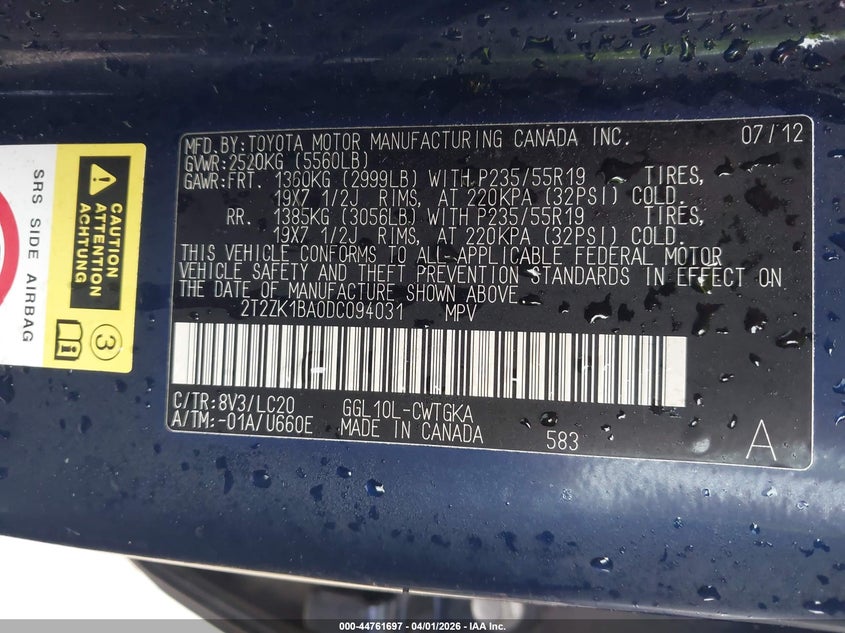 MFD.BY:TOYOTA MOTOR MANUFACTURING CANADA INC. 07/12
GVWR:2520KG (5560LB)
GAWR:FRT. 1360KG (2999LB) WITH P235/55R19 TIRES,
19X7 1/2J RIMS, AT 220KPA (32PSI) COLD.
RR. 1385KG (3056LB) WITH P235/55R19 TIRES,
19X7 1/2J RIMS, AT 220KPA (32PSI) COLD.
THIS VEHICLE CONFORMS TO ALL APPLICABLE FEDERAL MOTOR
VEHICLE SAFETY AND THEFT PREVENTION STANDARDS IN EFFECT ON
THE DATE OF MANUFACTURE SHOWN ABOVE.
2T2ZK1BA0DC094031 MPV
C/TR:8V3/LC20 GGL10L-CWTGKA
A/TM:-01A/U660E MADE IN CANADA 583 A
CAUTION
ATTENTION
ACHTUNG
3
SRS SIDE AIRBAG
000-44761697 - 04/01/2026 - IAA Inc.